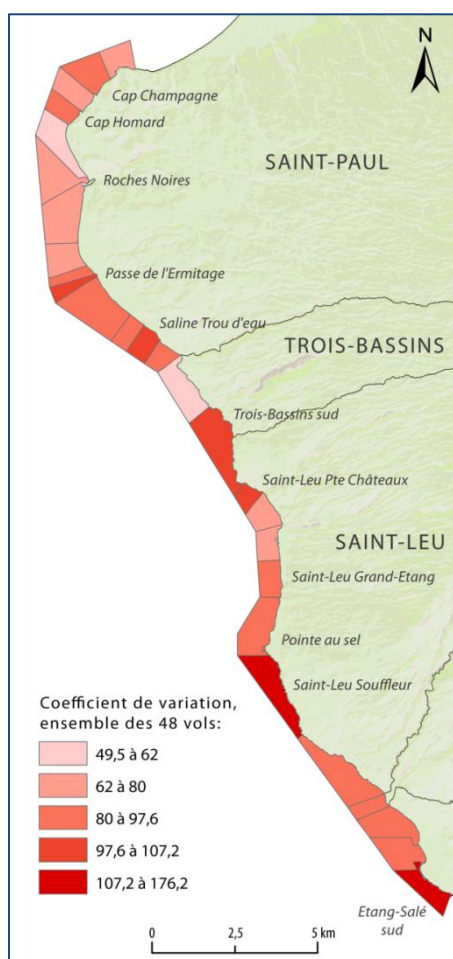 N
Cap Champagne
Cap Homard
SAINT-PAUL
Roches Noires
Passe de l'Ermitage
Saline Trou d'eau
TROIS-BASSINS
Trois-Bassins sud
Saint-Leu Pte Châteaux
SAINT-LEU
Saint-Leu Grand-Etang
Pointe au sel
Saint-Leu Souffleur
Coefficient de variation,
ensemble des 48 vols:
49,5 à 62
62 à 80
80 à 97,6
97,6 à 107,2
107,2 à 176,2
Etang-Salé
sud
0 2,5 5 km